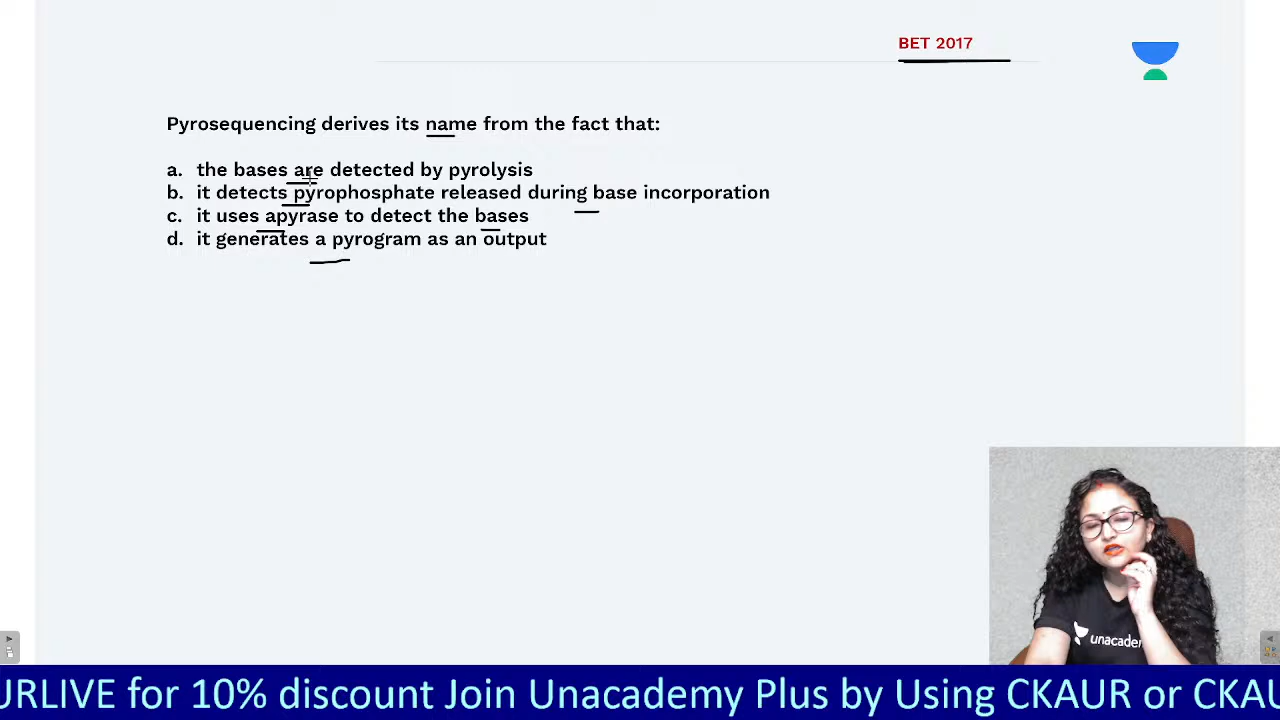 BET 2017
Pyrosequencing derives its name from the fact that:
a. the bases are detected by pyrolysis
b. it detects pyrophosphate released during base incorporation
c. it uses apyrase to detect the bases
d. it generates a pyrogram as an output
unacadem
URLIVE for 10% discount Join Unacademy Plus by Using CKAUR or CKAU